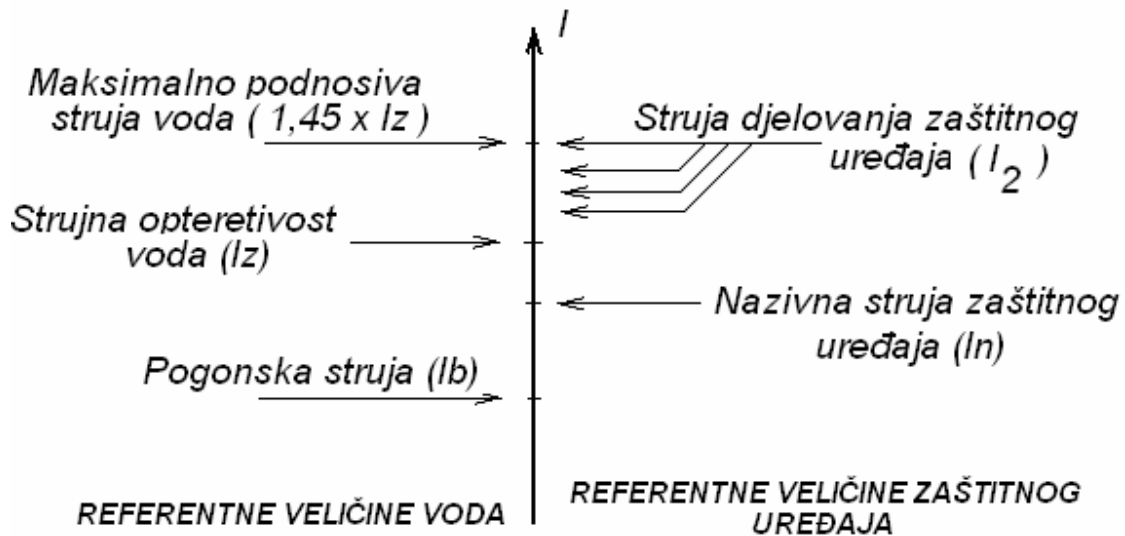 I
Maksimalno podnosiva
struja voda ( 1,45 x Iz )
Struja djelovanja zaštitnog
uređaja ( I2 )
Strujna opteretivost
voda (Iz)
Nazivna struja zaštitnog
uređaja (In)
Pogonska struja (Ib)
REFERENTNE VELIČINE VODA
REFERENTNE VELIČINE ZAŠTITNOG
UREĐAJA